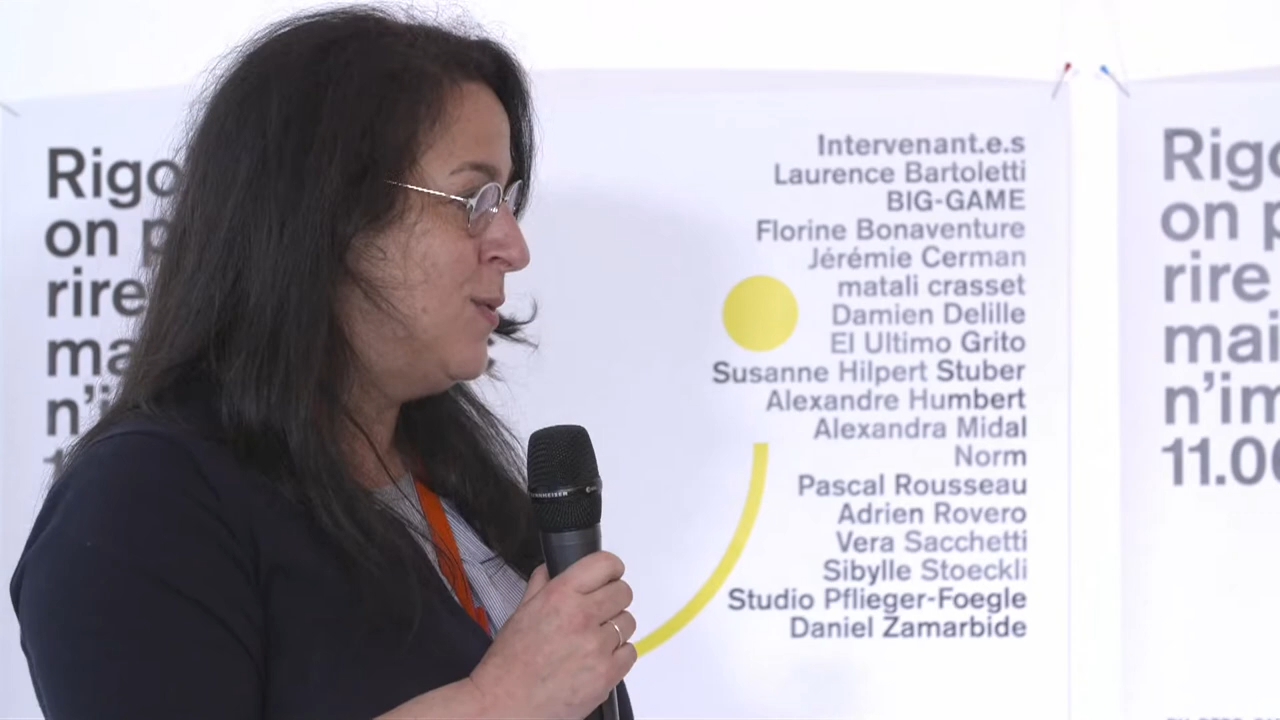 Rigo
on p
rire
ma
n'i
Intervenant.e.s
Laurence Bartoletti
BIG-GAME
Florine Bonaventure
Jérémie Cerman
matali crasset
Damien Delille
El Ultimo Grito
Susanne Hilpert Stuber
Alexandre Humbert
Alexandra Midal
Norm
Pascal Rousseau
Adrien Rovero
Vera Sacchetti
Sibylle Stoeckli
Studio Pflieger-Foegle
Daniel Zamarbide
Rigo
on p
rire
mai
n'im
11.0